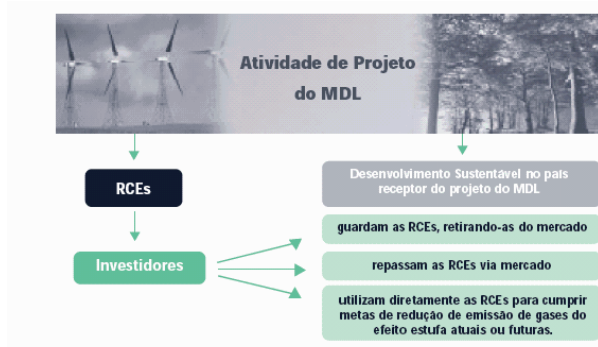 Atividade de Projeto
do MDL
RCEs
Desenvolvimento Sustentável no país
receptor do projeto do MDL
Investidores
guardam as RCEs, retirando-as do mercado
repassam as RCEs via mercado
utilizam diretamente as RCEs para cumprir
metas de redução de emissão de gases do
efeito estufa atuais ou futuras.